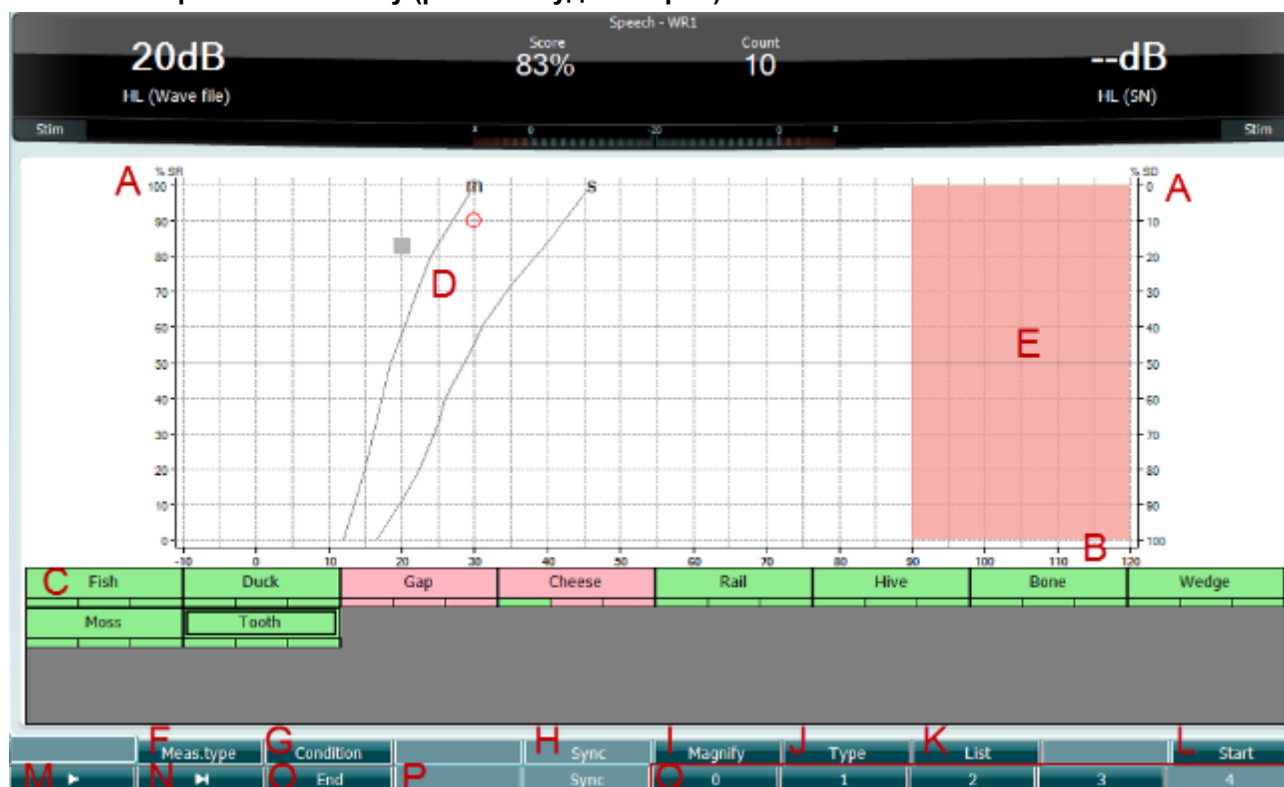 Speech - WR1
20dB Score Count --dB
83% 10
HL (Wave file) HL (SN)
Stim Stim
% SR % SD
A 100 m s 0 A
90 10
80 20
D
70 30
60 40
E
50 50
40 60
30 70
20 80
10 90
0 100
-10 0 10 20 30 40 50 60 70 80 90 100 110 B 120
C Fish Duck Gap Cheese Rail Hive Bone Wedge
Moss Tooth
F Meas.type G Condition H Sync I Magnify J Type K List L Start
M N O End P Sync Q 0 1 2 3 4